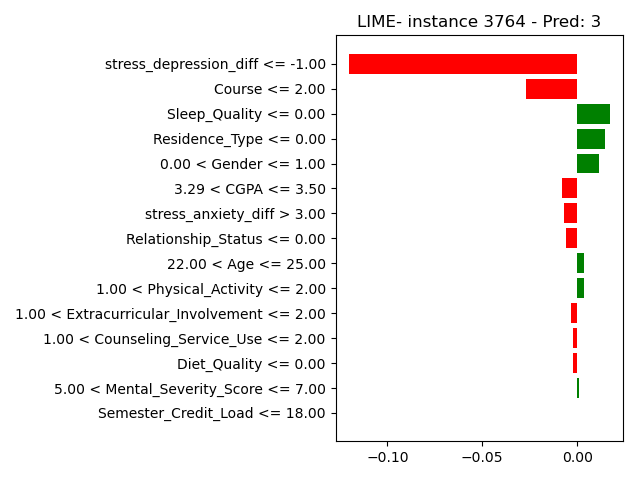 LIME- instance 3764 - Pred: 3
stress_depression_diff <= -1.00
Course <= 2.00
Sleep_Quality <= 0.00
Residence_Type <= 0.00
0.00 < Gender <= 1.00
3.29 < CGPA <= 3.50
stress_anxiety_diff > 3.00
Relationship_Status <= 0.00
22.00 < Age <= 25.00
1.00 < Physical_Activity <= 2.00
1.00 < Extracurricular_Involvement <= 2.00
1.00 < Counseling_Service_Use <= 2.00
Diet_Quality <= 0.00
5.00 < Mental_Severity_Score <= 7.00
Semester_Credit_Load <= 18.00
−0.10 −0.05 0.00